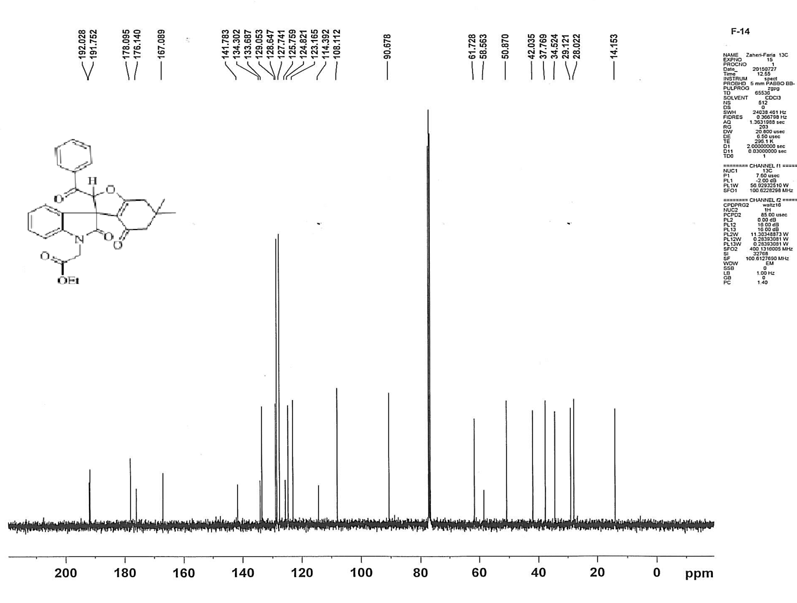 F-14
192.028
191.752
178.095
176.140
167.089
141.783
134.302
133.687
129.053
128.647
127.741
125.759
124.821
123.165
114.392
108.112
90.678
61.728
58.563
50.870
42.035
37.769
34.524
29.121
28.022
14.153
NAME Zaheri-Faria 13C
EXPNO 15
PROCNO 1
Date_ 20150727
Time 12.55
INSTRUM spect
PROBHD 5 mm PABBO BB-
PULPROG zgpg
TD 65536
SOLVENT CDCl3
NS 512
DS 0
SWH 24038.461 Hz
FIDRES 0.366798 Hz
AQ 1.3631988 sec
RG 203
DW 20.800 usec
DE 6.50 usec
TE 296.1 K
D1 2.00000000 sec
D11 0.03000000 sec
TD0 1
======== CHANNEL f1 =====
NUC1 13C
P1 7.60 usec
PL1 -2.00 dB
PL1W
SFO1 100.6228298 MHz
======== CHANNEL f2 =====
CPDPRG2 waltz16
NUC2 1H
PCPD2 85.00 usec
PL2 0.00 dB
PL12 16.00 dB
PL13 16.00 dB
PL2W
PL12W 0.28393081 W
PL13W 0.28393081 W
SFO2 400.1316005 MHz
SI 32768
SF 100.6127690 MHz
WDW EM
SSB 0
LB 1.00 Hz
GB 0
PC 1.40
O
H
O
O
O
N
O
OEt
200 180 160 140 120 100 80 60 40 20 0 ppm